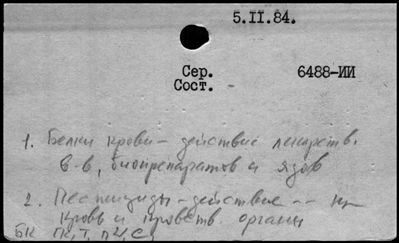 5.II.84.
Сер. 6488-ИИ
Сост.
1. Белки крови - действие лекарств.
в-в, биопрепаратов и ядов
2. Пестициды - действие -- на
кровь и кроветв. органы
БК